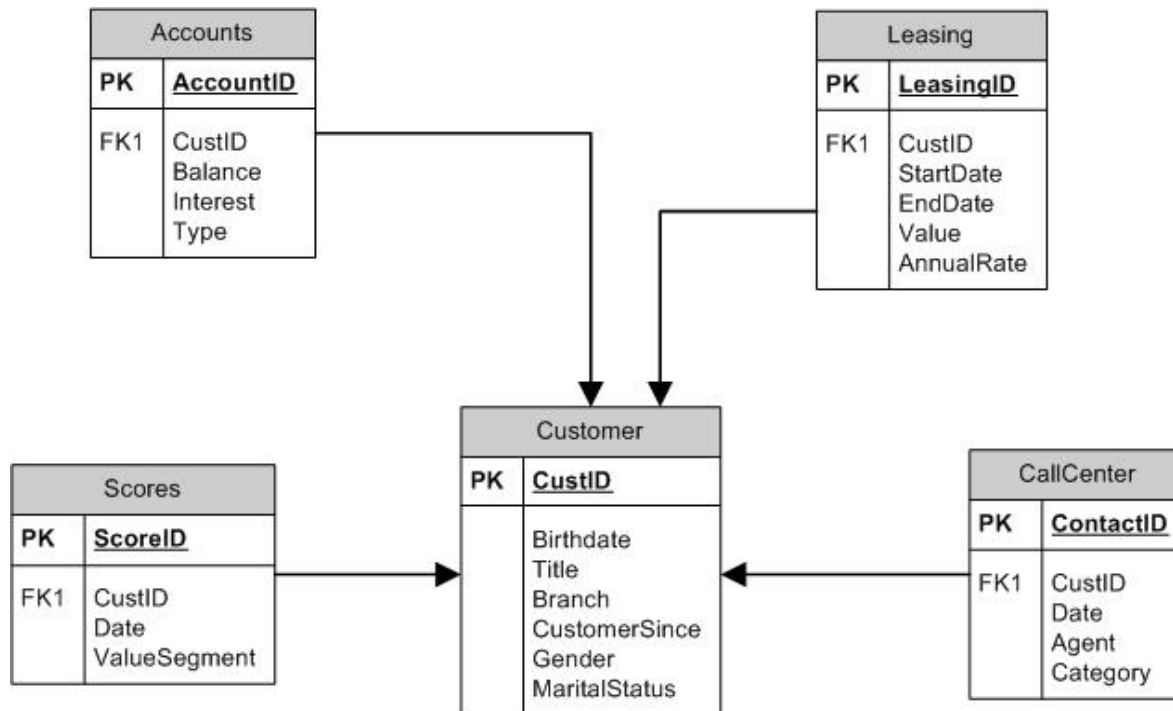 Accounts
PK AccountID
FK1 CustID
Balance
Interest
Type
Leasing
PK LeasingID
FK1 CustID
StartDate
EndDate
Value
AnnualRate
Scores
PK ScoreID
FK1 CustID
Date
ValueSegment
Customer
PK CustID
Birthdate
Title
Branch
CustomerSince
Gender
MaritalStatus
CallCenter
PK ContactID
FK1 CustID
Date
Agent
Category